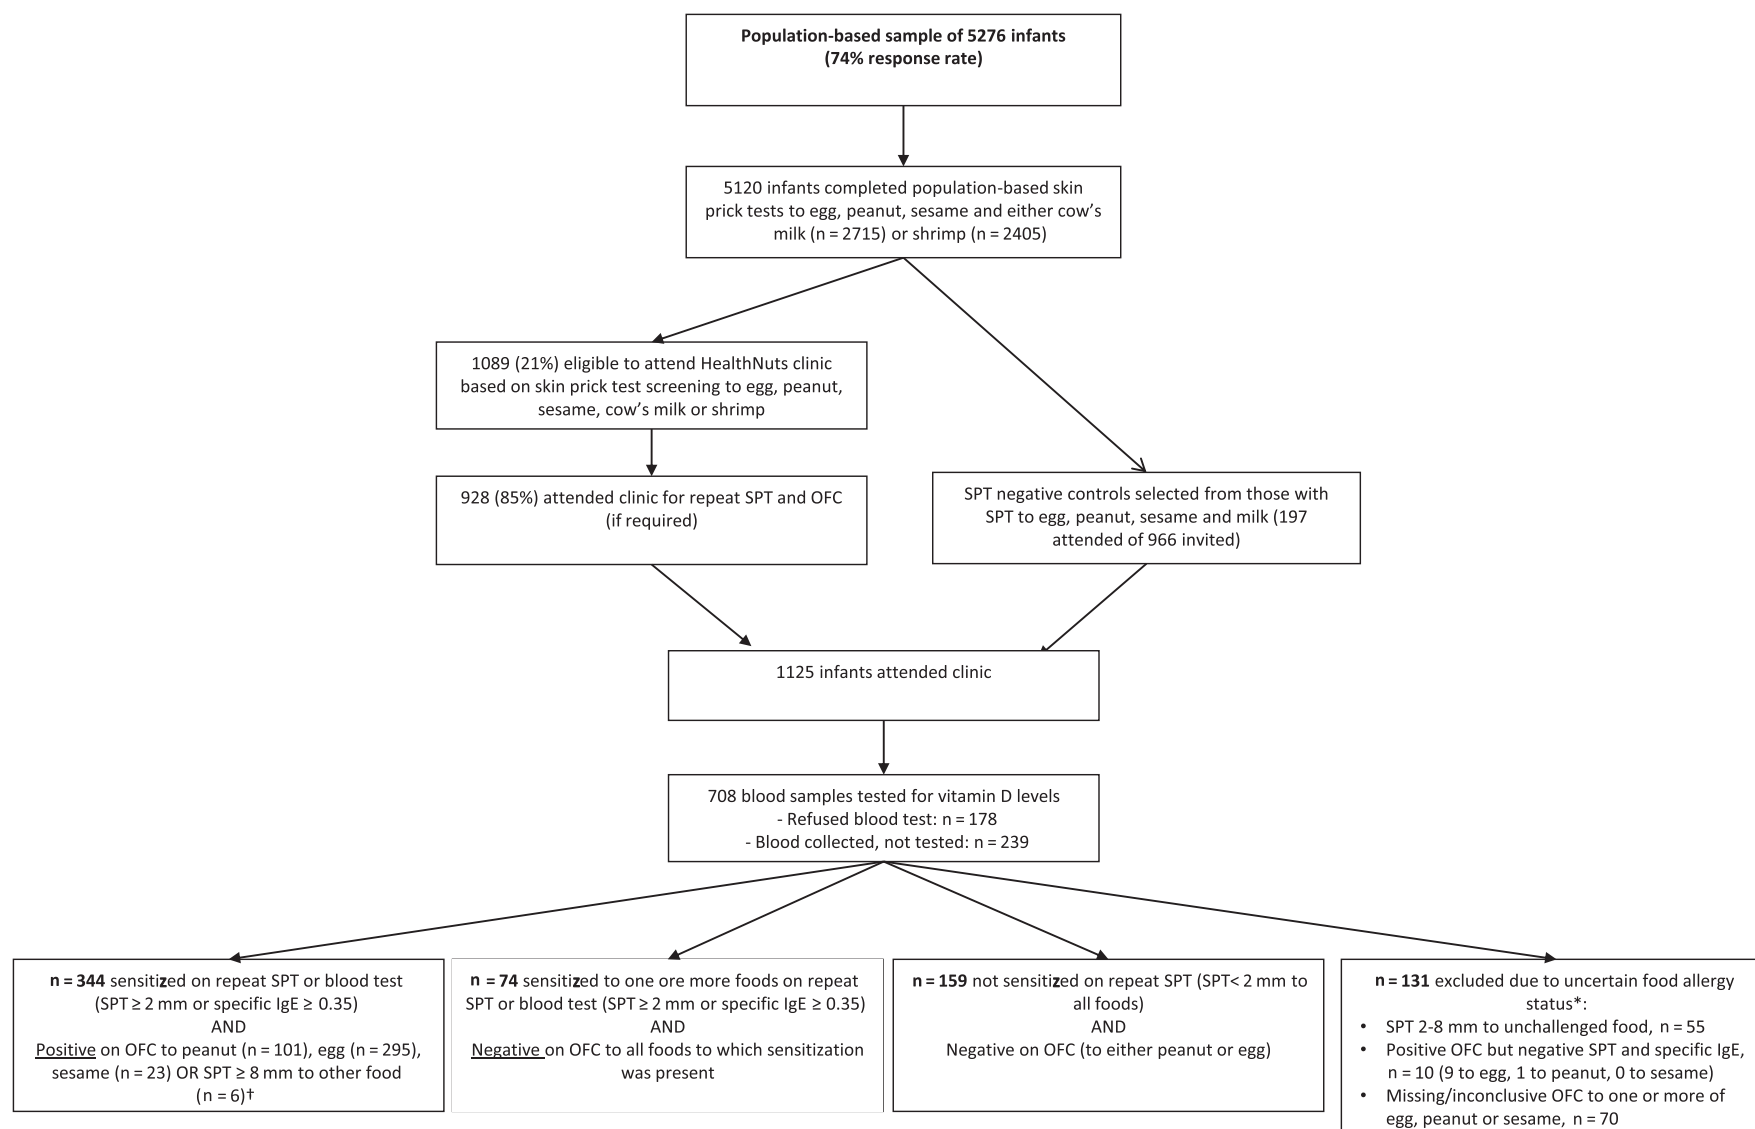 Population-based sample of 5276 infants
(74% response rate)
5120 infants completed population-based skin
prick tests to egg, peanut, sesame and either cow's
milk (n = 2715) or shrimp (n = 2405)
1089 (21%) eligible to attend HealthNuts clinic
based on skin prick test screening to egg, peanut,
sesame, cow's milk or shrimp
928 (85%) attended clinic for repeat SPT and OFC
(if required)
SPT negative controls selected from those with
SPT to egg, peanut, sesame and milk (197
attended of 966 invited)
1125 infants attended clinic
708 blood samples tested for vitamin D levels
- Refused blood test: n = 178
- Blood collected, not tested: n = 239
n = 344 sensitized on repeat SPT or blood test
(SPT ≥ 2 mm or specific IgE ≥ 0.35)
AND
Positive on OFC to peanut (n = 101), egg (n = 295),
sesame (n = 23) OR SPT ≥ 8 mm to other food
(n = 6)†
n = 74 sensitized to one ore more foods on repeat
SPT or blood test (SPT ≥ 2 mm or specific IgE ≥ 0.35)
AND
Negative on OFC to all foods to which sensitization
was present
n = 159 not sensitized on repeat SPT (SPT< 2 mm to
all foods)
AND
Negative on OFC (to either peanut or egg)
n = 131 excluded due to uncertain food allergy
status*:
• SPT 2-8 mm to unchallenged food, n = 55
• Positive OFC but negative SPT and specific IgE,
n = 10 (9 to egg, 1 to peanut, 0 to sesame)
• Missing/inconclusive OFC to one or more of
egg, peanut or sesame, n = 70